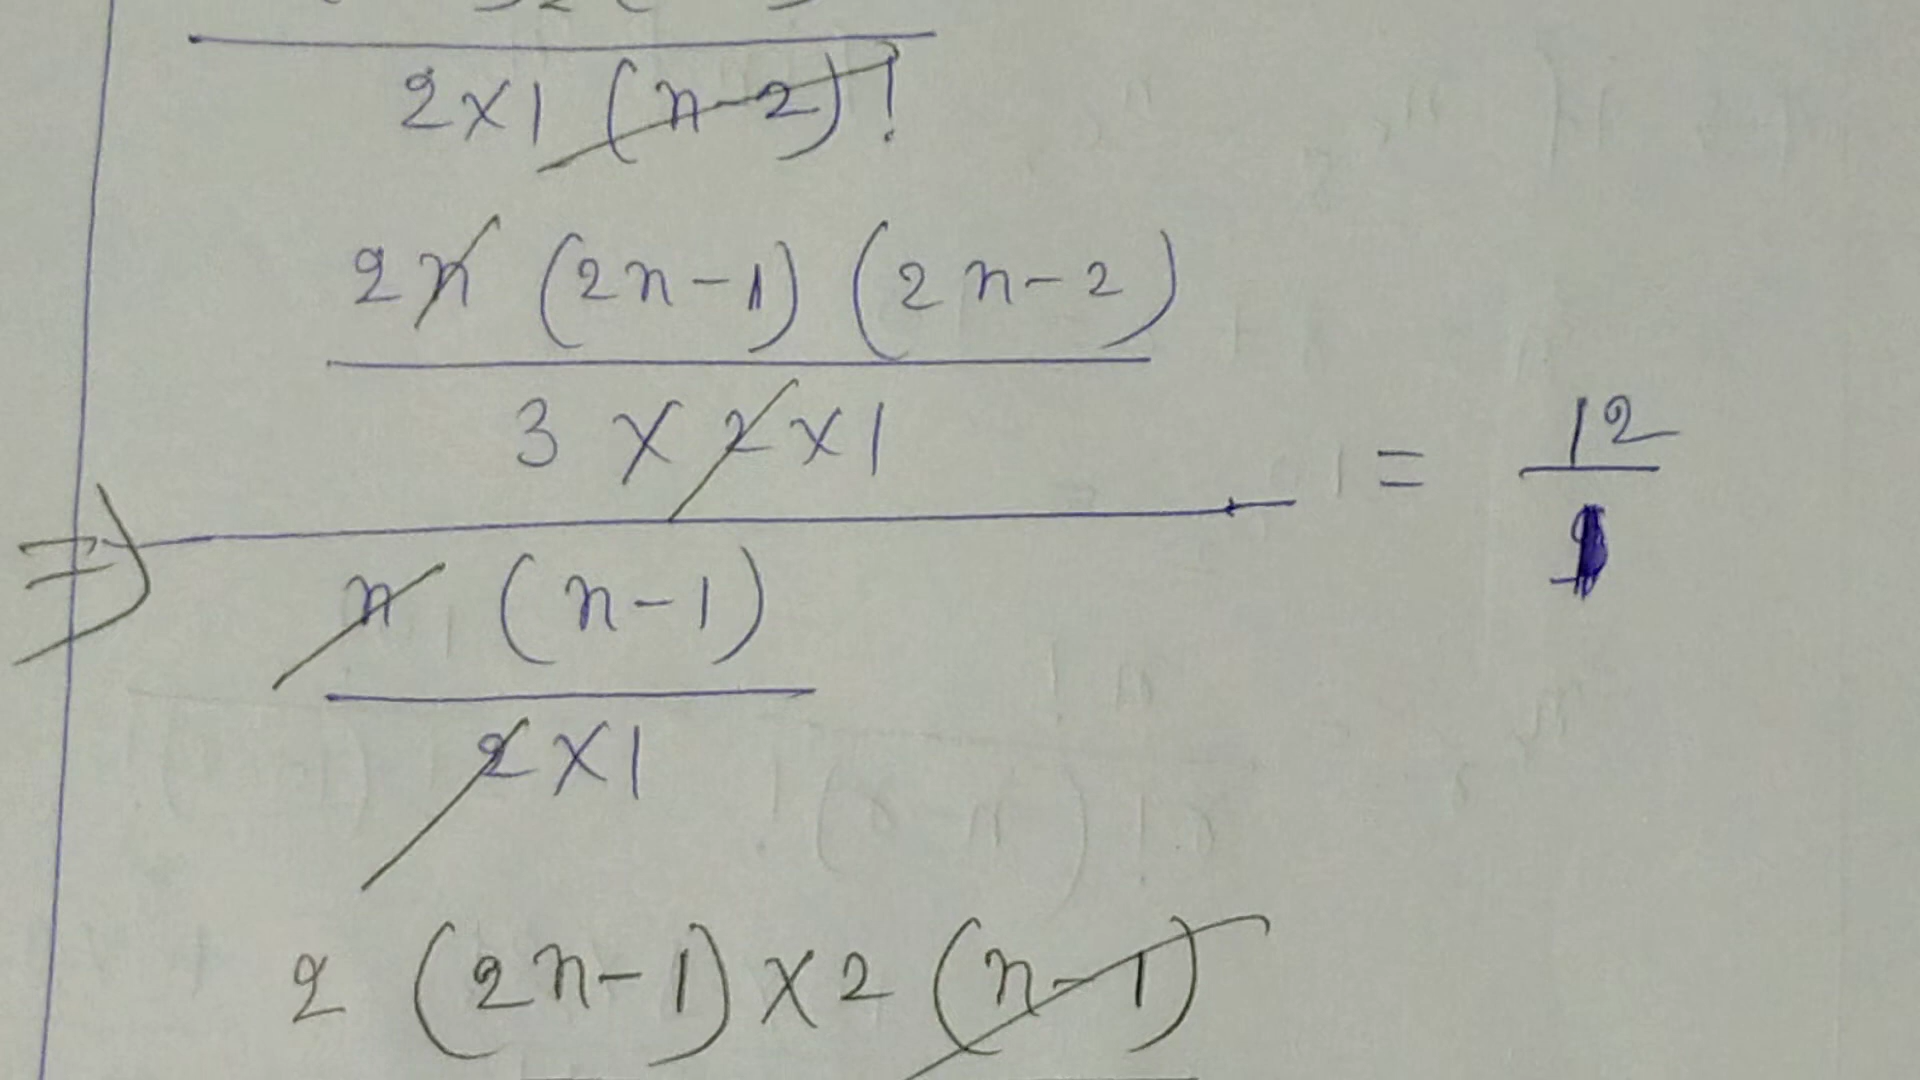 2×1 (n-2)!
2n (2n-1) (2n-2)
3 × 2×1
⇒ = 12
n (n-1)
2×1
2 (2n-1) ×2 (n-1)